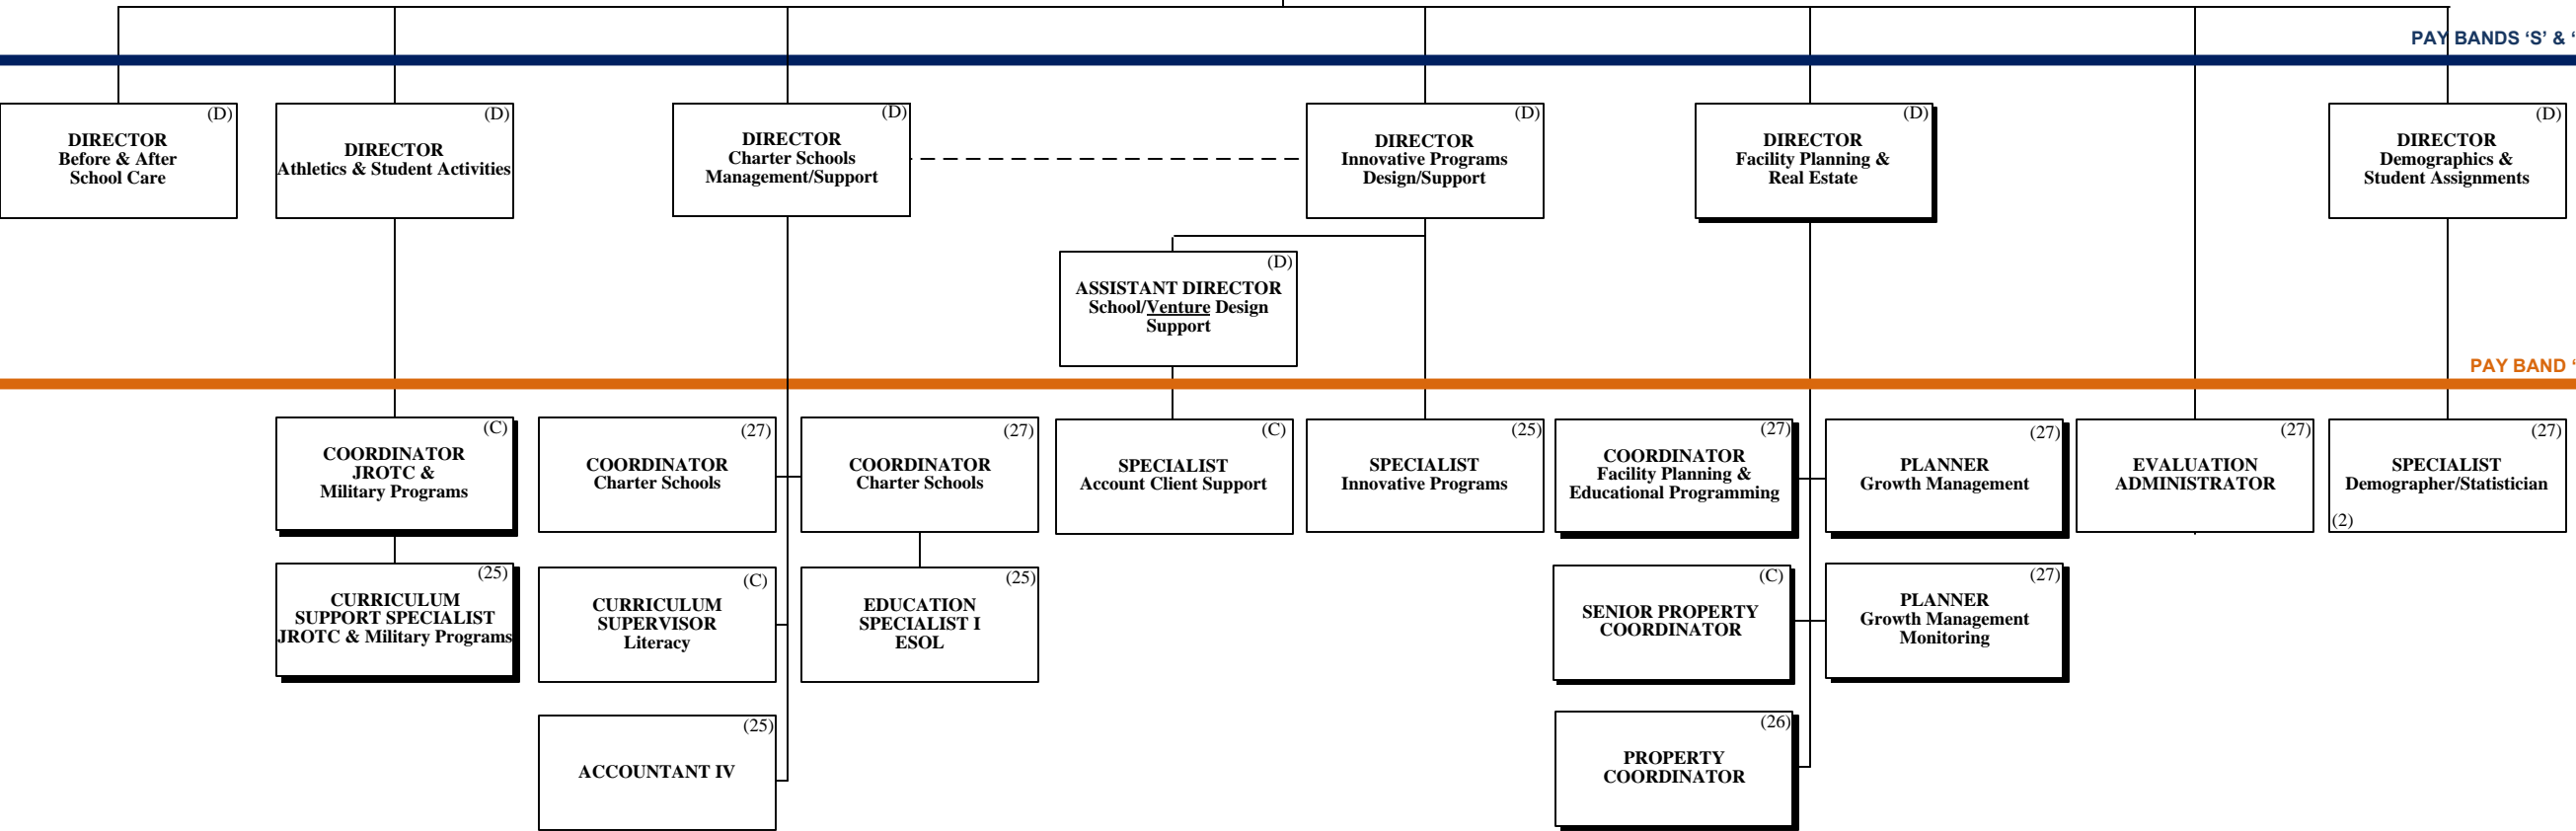 PAY BANDS ‘S’ & ‘
(D)
DIRECTOR
Before & After
School Care
(D)
DIRECTOR
Athletics & Student Activities
(D)
DIRECTOR
Charter Schools
Management/Support
(D)
DIRECTOR
Innovative Programs
Design/Support
(D)
DIRECTOR
Facility Planning &
Real Estate
(D)
DIRECTOR
Demographics &
Student Assignments
(D)
ASSISTANT DIRECTOR
School/Venture Design
Support
PAY BAND ‘
(C)
COORDINATOR
JROTC &
Military Programs
(27)
COORDINATOR
Charter Schools
(27)
COORDINATOR
Charter Schools
(C)
SPECIALIST
Account Client Support
(25)
SPECIALIST
Innovative Programs
(27)
COORDINATOR
Facility Planning &
Educational Programming
(27)
PLANNER
Growth Management
(27)
EVALUATION
ADMINISTRATOR
(27)
SPECIALIST
Demographer/Statistician
(2)
(25)
CURRICULUM
SUPPORT SPECIALIST
JROTC & Military Programs
(C)
CURRICULUM
SUPERVISOR
Literacy
(25)
EDUCATION
SPECIALIST I
ESOL
(C)
SENIOR PROPERTY
COORDINATOR
(27)
PLANNER
Growth Management
Monitoring
(25)
ACCOUNTANT IV
(26)
PROPERTY
COORDINATOR